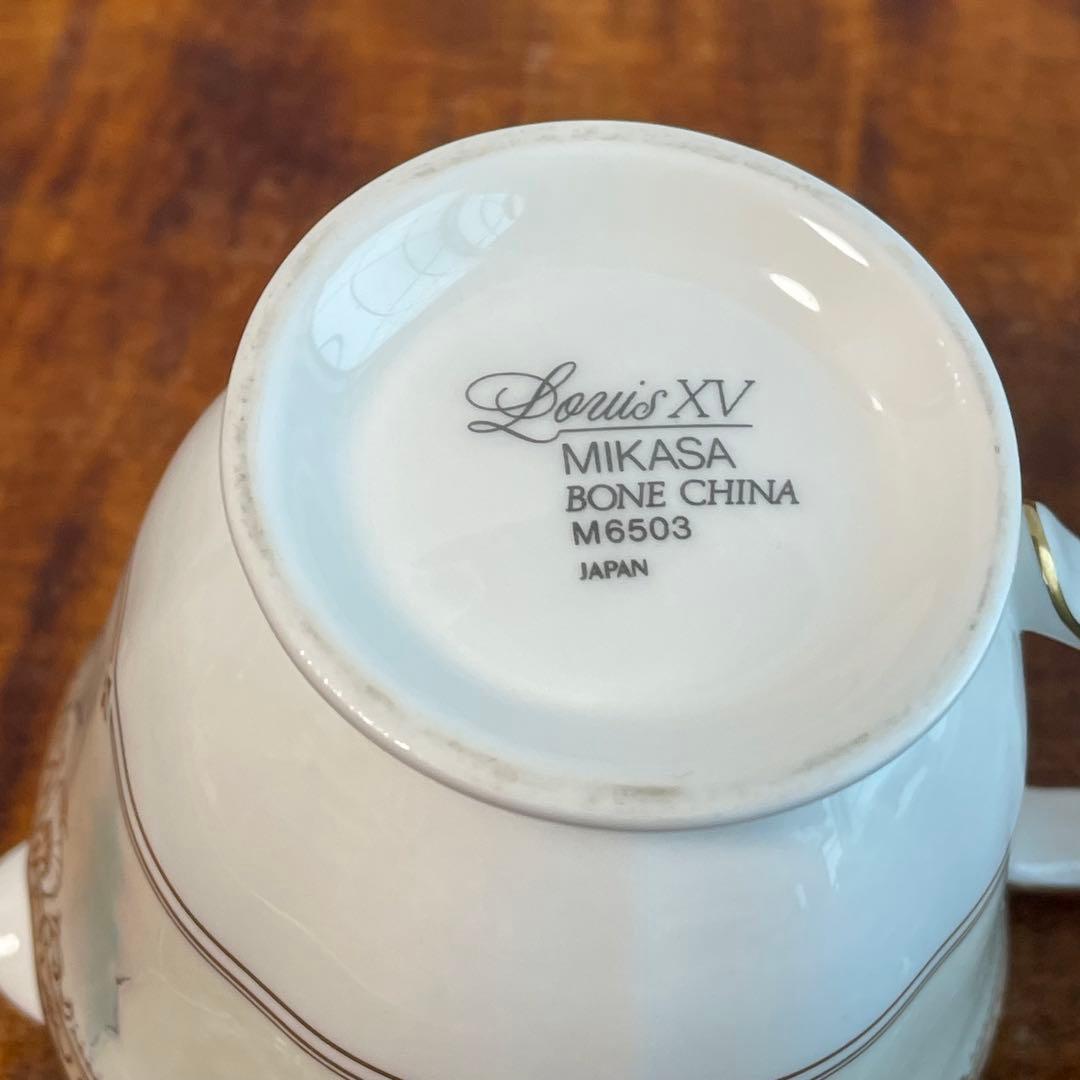 Louis XV
MIKASA
BONE CHINA
M6503
JAPAN